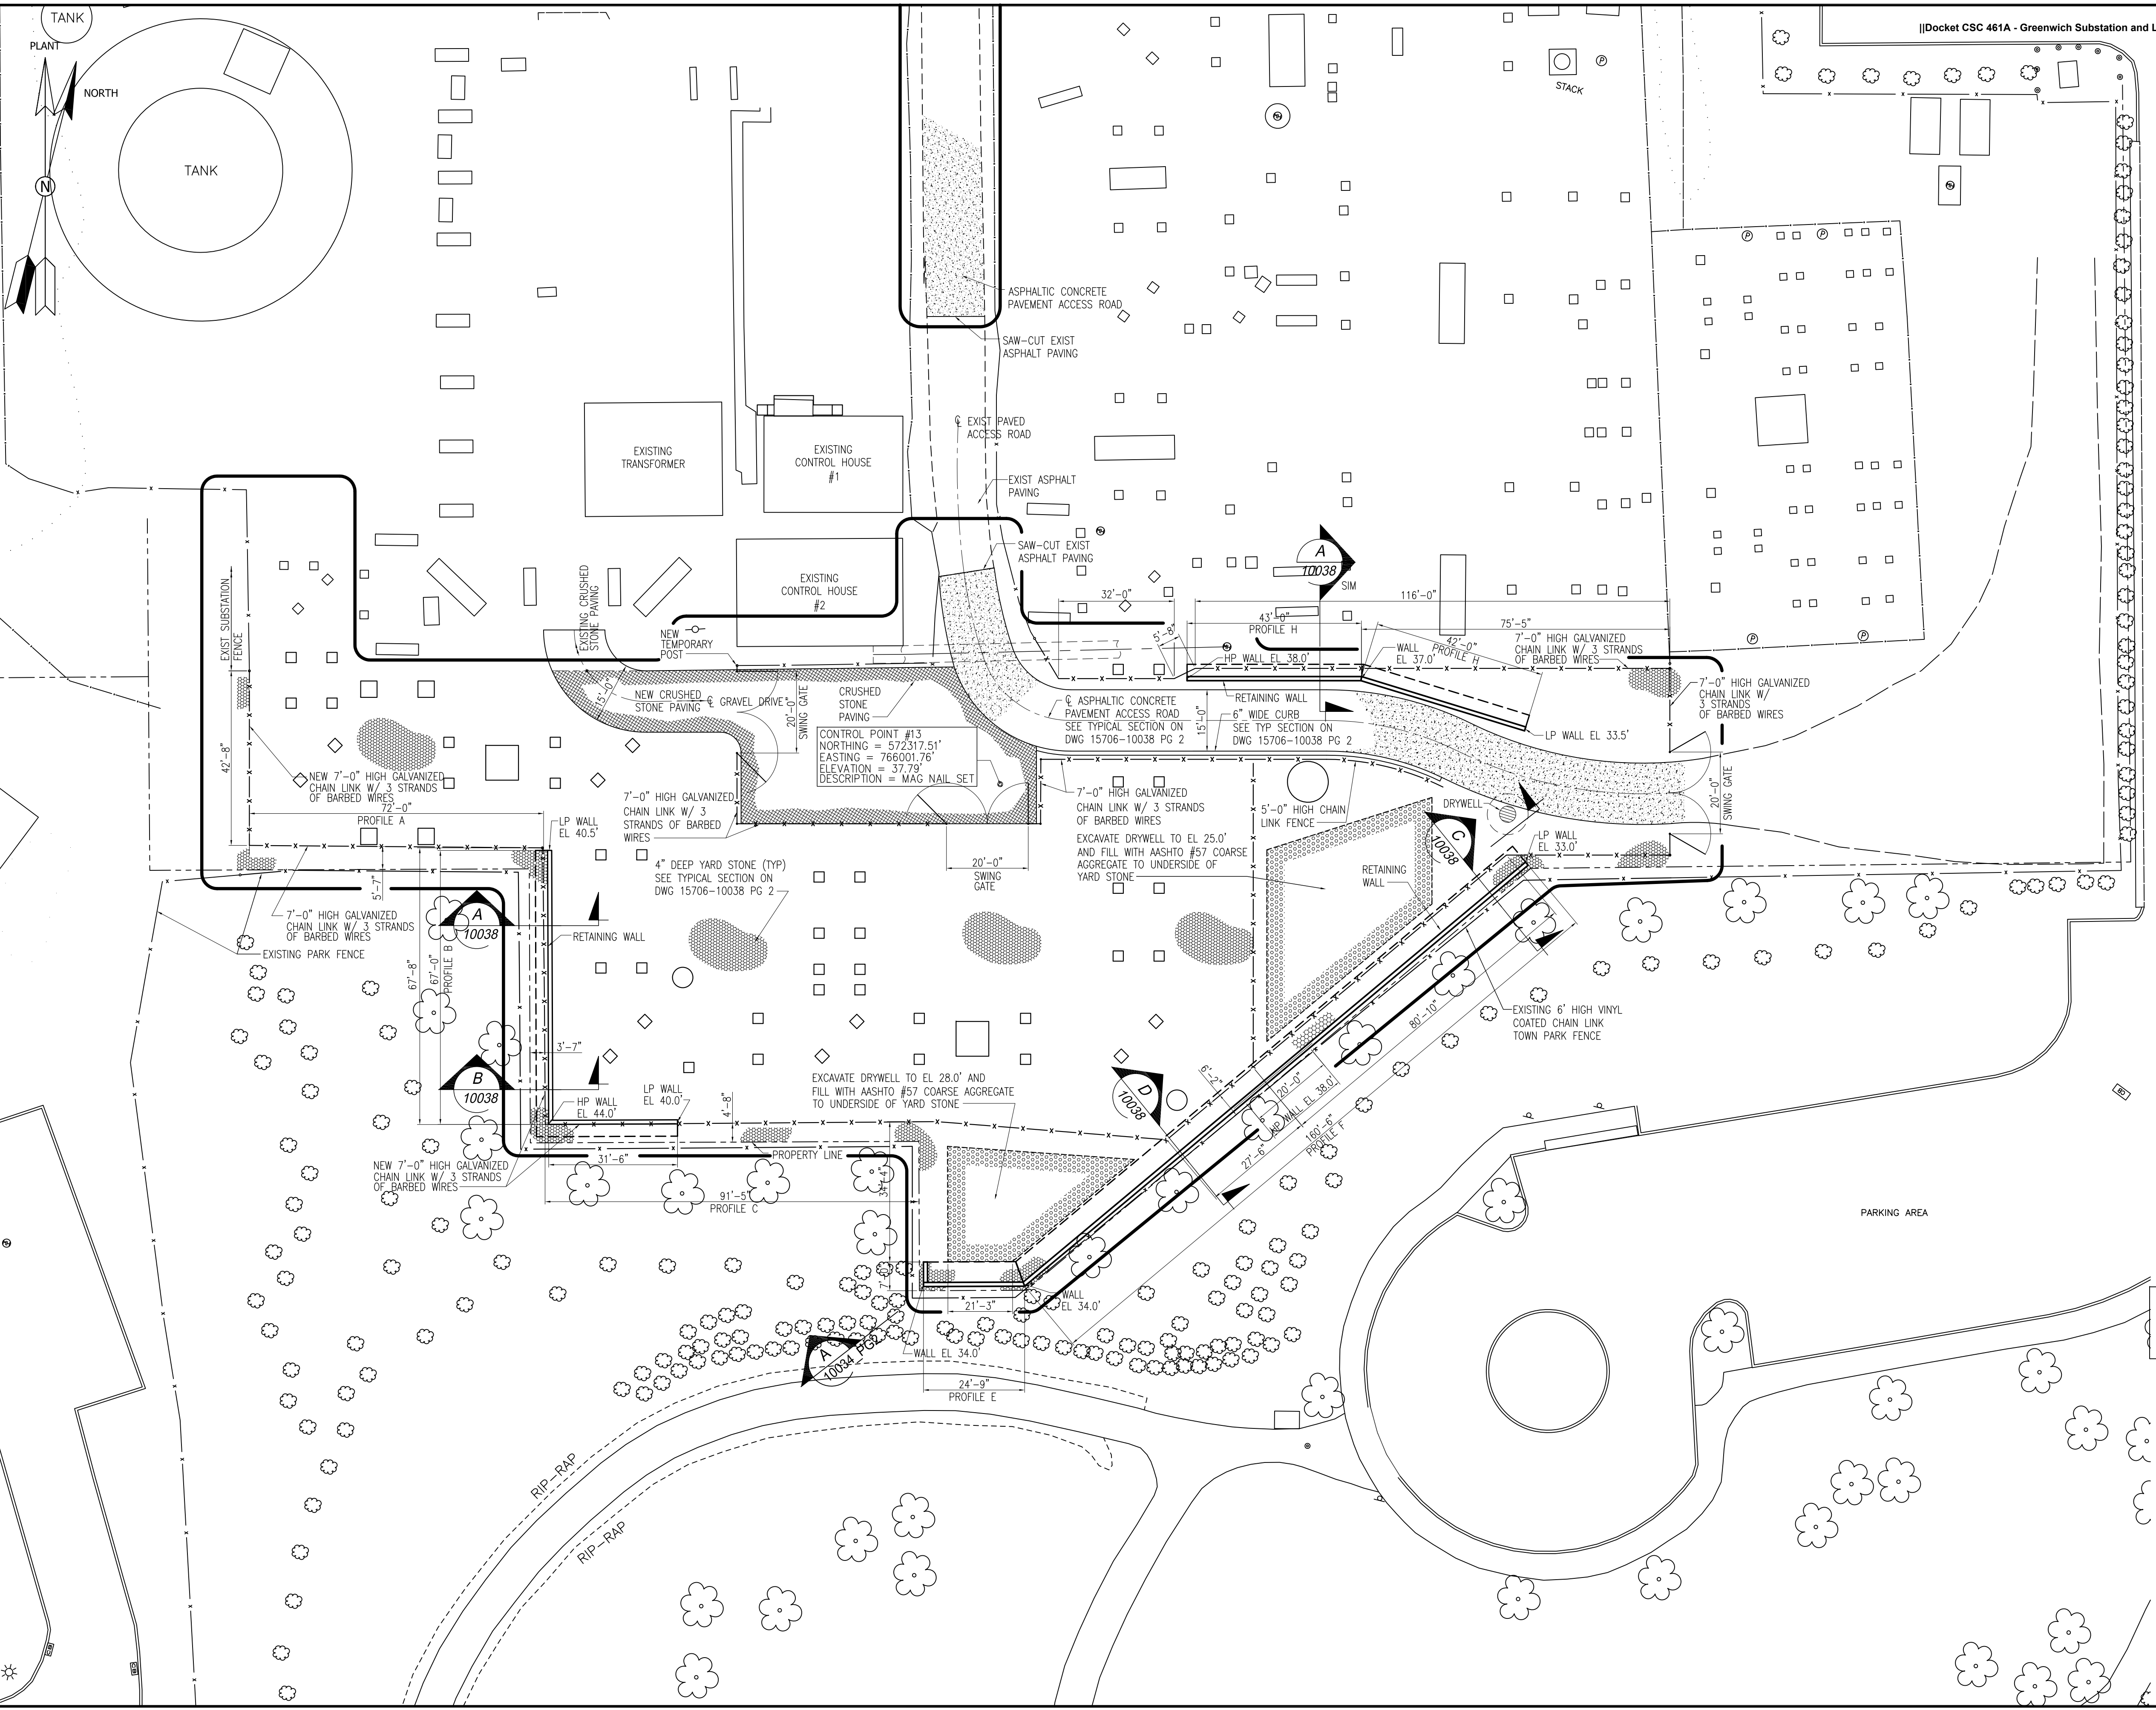 ||Docket CSC 461A - Greenwich Substation and L
TANK
PLANT
NORTH
N
TANK
STACK
P
ASPHALTIC CONCRETE
PAVEMENT ACCESS ROAD
SAW-CUT EXIST
ASPHALT PAVING
P
P
℄ EXIST PAVED
ACCESS ROAD
EXISTING
TRANSFORMER
EXISTING
CONTROL HOUSE
#1
EXIST ASPHALT
PAVING
SAW-CUT EXIST
ASPHALT PAVING
A
10038
SIM
EXISTING
CONTROL HOUSE
#2
EXIST SUBSTATION
FENCE
EXISTING CRUSHED
STONE PAVING
NEW
TEMPORARY
POST
32'-0"
116'-0"
5'-8"
43'-0"
PROFILE H
75'-5"
42'-0"
PROFILE H
7'-0" HIGH GALVANIZED
CHAIN LINK W/ 3 STRANDS
OF BARBED WIRES
P
P
HP WALL EL 38.0'
WALL
EL 37.0'
7'-0" HIGH GALVANIZED
CHAIN LINK W/
3 STRANDS
OF BARBED WIRES
15'-0"
NEW CRUSHED
STONE PAVING
℄ GRAVEL DRIVE
20'-0"
SWING GATE
CRUSHED
STONE
PAVING
℄ ASPHALTIC CONCRETE
PAVEMENT ACCESS ROAD
SEE TYPICAL SECTION ON
DWG 15706-10038 PG 2
15'-0"
RETAINING WALL
6" WIDE CURB
SEE TYP SECTION ON
DWG 15706-10038 PG 2
LP WALL EL 33.5'
CONTROL POINT #13
NORTHING = 572317.51'
EASTING = 766001.76'
ELEVATION = 37.79'
DESCRIPTION = MAG NAIL SET
42'-8"
NEW 7'-0" HIGH GALVANIZED
CHAIN LINK W/ 3 STRANDS
OF BARBED WIRES
72'-0"
PROFILE A
LP WALL
EL 40.5'
7'-0" HIGH GALVANIZED
CHAIN LINK W/ 3
STRANDS OF BARBED
WIRES
7'-0" HIGH GALVANIZED
CHAIN LINK W/ 3 STRANDS
OF BARBED WIRES
5'-0" HIGH CHAIN
LINK FENCE
DRYWELL
20'-0"
SWING GATE
LP WALL
EL 33.0'
C
10038
4" DEEP YARD STONE (TYP)
SEE TYPICAL SECTION ON
DWG 15706-10038 PG 2
20'-0"
SWING
GATE
EXCAVATE DRYWELL TO EL 25.0'
AND FILL WITH AASHTO #57 COARSE
AGGREGATE TO UNDERSIDE OF
YARD STONE
RETAINING
WALL
5'-7"
7'-0" HIGH GALVANIZED
CHAIN LINK W/ 3 STRANDS
OF BARBED WIRES
EXISTING PARK FENCE
A
10038
RETAINING WALL
67'-8"
67'-0"
PROFILE B
EXISTING 6' HIGH VINYL
COATED CHAIN LINK
TOWN PARK FENCE
80'-10"
3'-7"
B
10038
HP WALL
EL 44.0'
LP WALL
EL 40.0'
EXCAVATE DRYWELL TO EL 28.0' AND
FILL WITH AASHTO #57 COARSE AGGREGATE
TO UNDERSIDE OF YARD STONE
4'-8"
D
10038
6'-2"
20'-0"
HP WALL EL 38.0'
27'-6"
160'-6"
PROFILE F
NEW 7'-0" HIGH GALVANIZED
CHAIN LINK W/ 3 STRANDS
OF BARBED WIRES
31'-6"
PROPERTY LINE
34'-4"
91'-5"
PROFILE C
7'-0"
21'-3"
WALL
EL 34.0'
WALL EL 34.0'
A
10034 PG2
24'-9"
PROFILE E
PARKING AREA
RIP-RAP
RIP-RAP